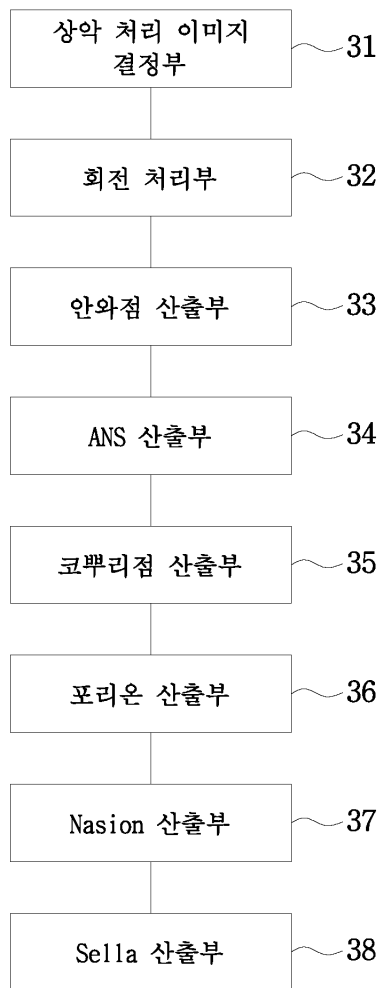 상악 처리 이미지
결정부
31
회전 처리부
32
안와점 산출부
33
ANS 산출부
34
코뿌리점 산출부
35
포리온 산출부
36
Nasion 산출부
37
Sella 산출부
38